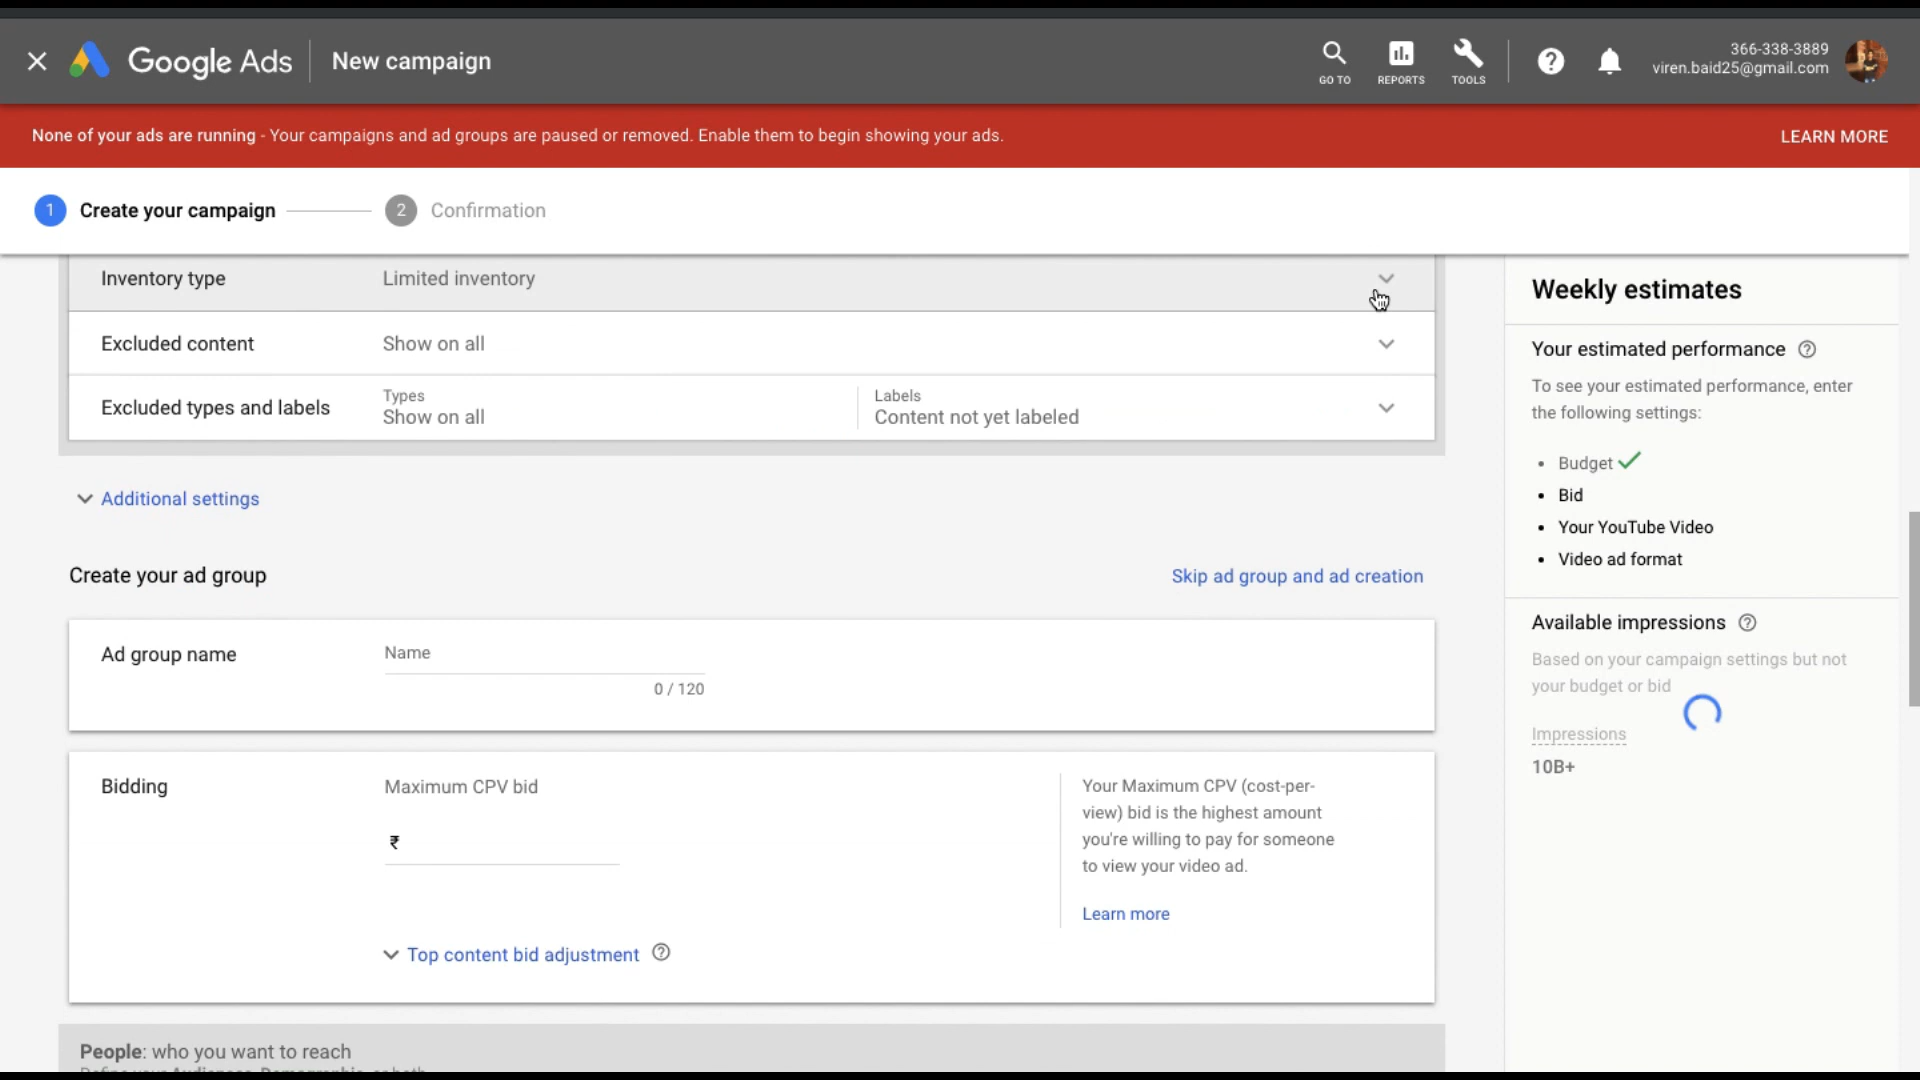 Google Ads New campaign
GO TO
REPORTS
TOOLS
366-338-3889
viren.baid25@gmail.com
None of your ads are running - Your campaigns and ad groups are paused or removed. Enable them to begin showing your ads.
LEARN MORE
1 Create your campaign
2 Confirmation
Inventory type
Limited inventory
Excluded content
Show on all
Excluded types and labels
Types
Show on all
Labels
Content not yet labeled
Additional settings
Create your ad group
Skip ad group and ad creation
Ad group name
Name
0 / 120
Bidding
Maximum CPV bid
₹
Your Maximum CPV (cost-per-
view) bid is the highest amount
you're willing to pay for someone
to view your video ad.
Learn more
Top content bid adjustment
People: who you want to reach
Weekly estimates
Your estimated performance
To see your estimated performance, enter
the following settings:
• Budget
• Bid
• Your YouTube Video
• Video ad format
Available impressions
Based on your campaign settings but not
your budget or bid
Impressions
10B+